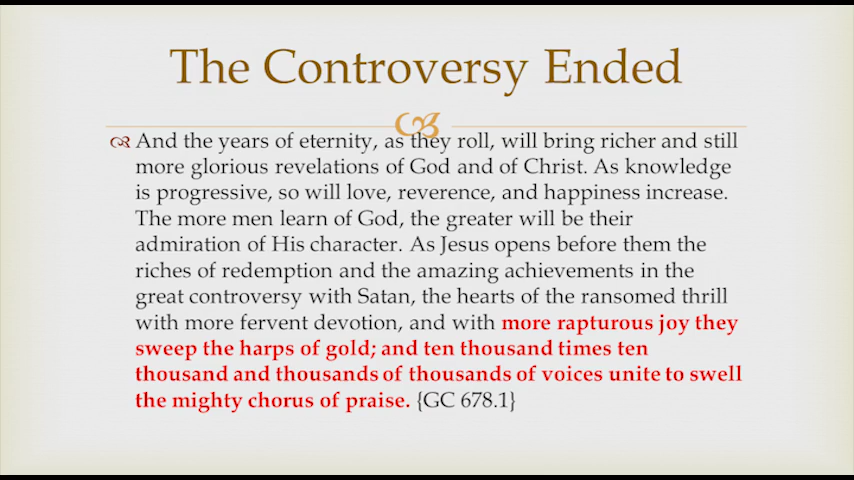 The Controversy Ended
And the years of eternity, as they roll, will bring richer and still
more glorious revelations of God and of Christ. As knowledge
is progressive, so will love, reverence, and happiness increase.
The more men learn of God, the greater will be their
admiration of His character. As Jesus opens before them the
riches of redemption and the amazing achievements in the
great controversy with Satan, the hearts of the ransomed thrill
with more fervent devotion, and with more rapturous joy they
sweep the harps of gold; and ten thousand times ten
thousand and thousands of thousands of voices unite to swell
the mighty chorus of praise. {GC 678.1}